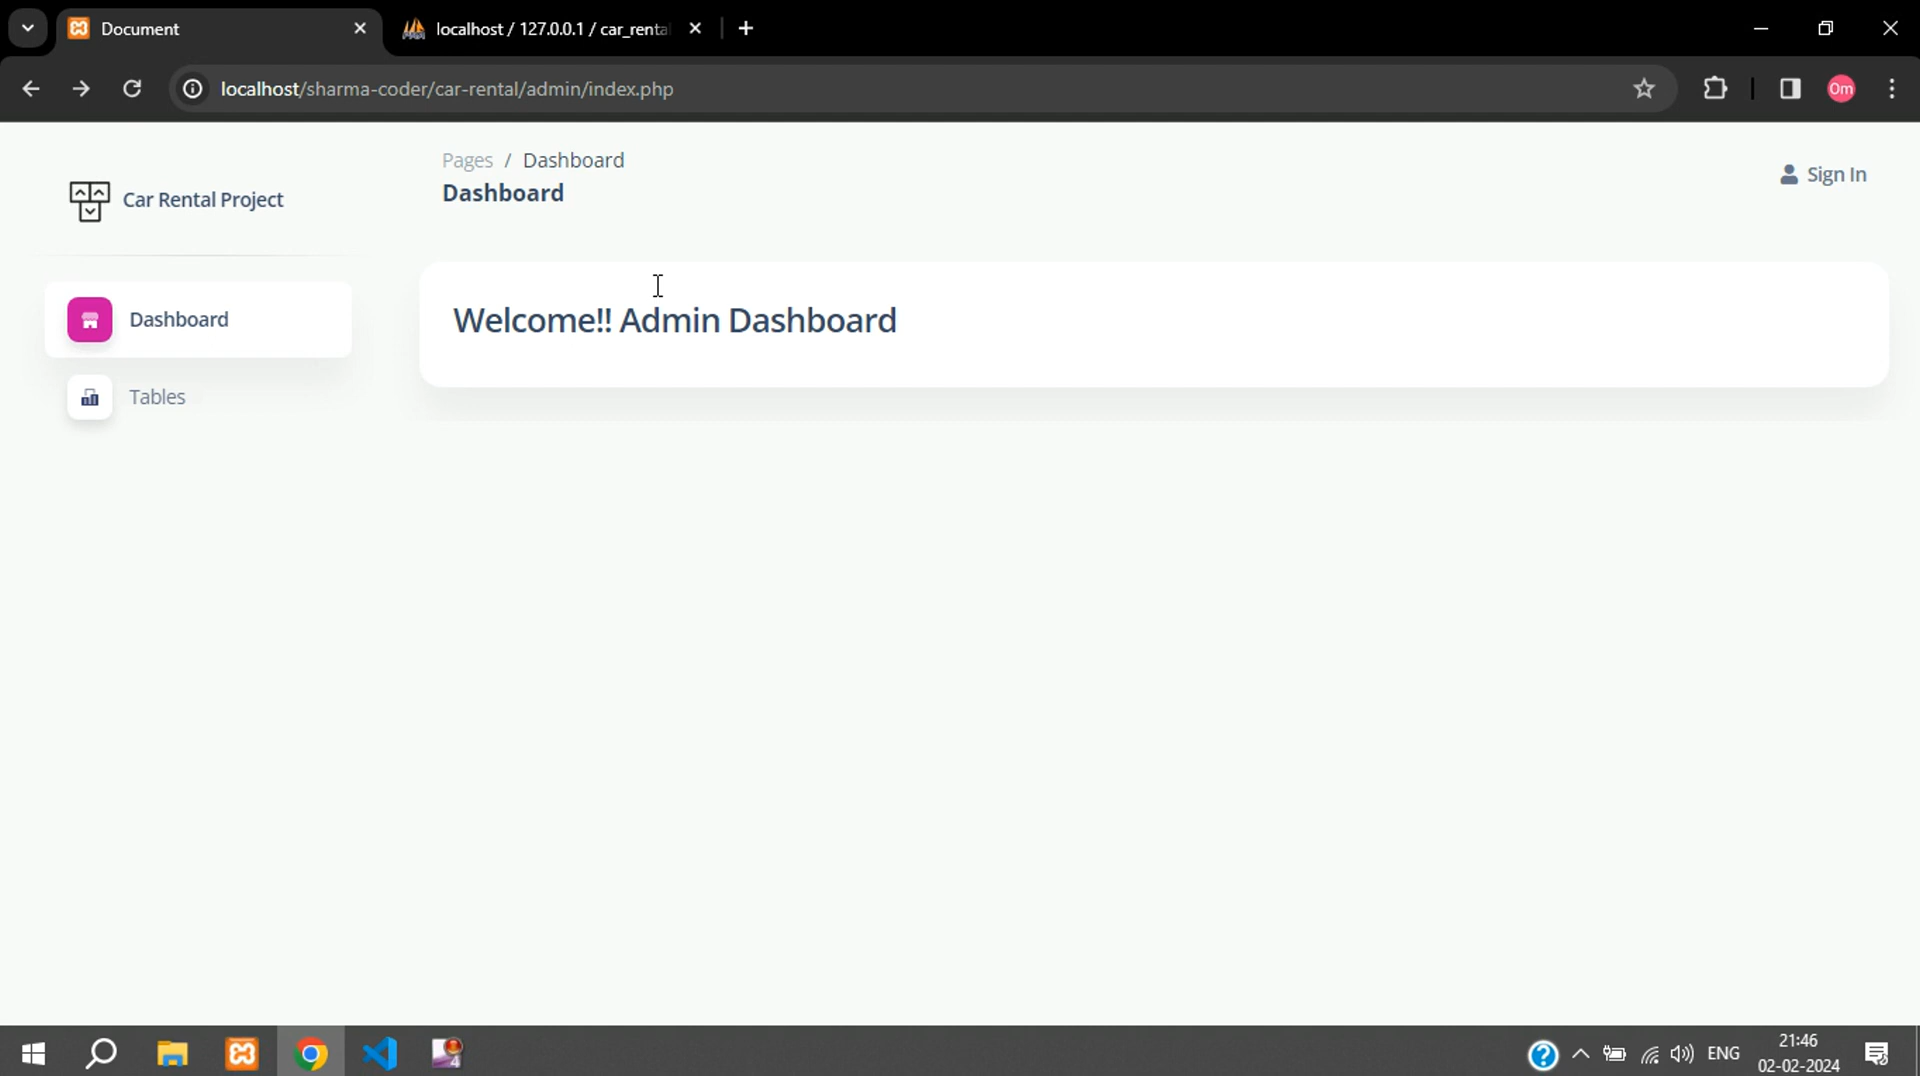 Document
localhost / 127.0.0.1 / car_renta
localhost/sharma-coder/car-rental/admin/index.php
Om
Pages / Dashboard
Dashboard
Sign In
Car Rental Project
Dashboard
Tables
Welcome!! Admin Dashboard
ENG
21:46
02-02-2024